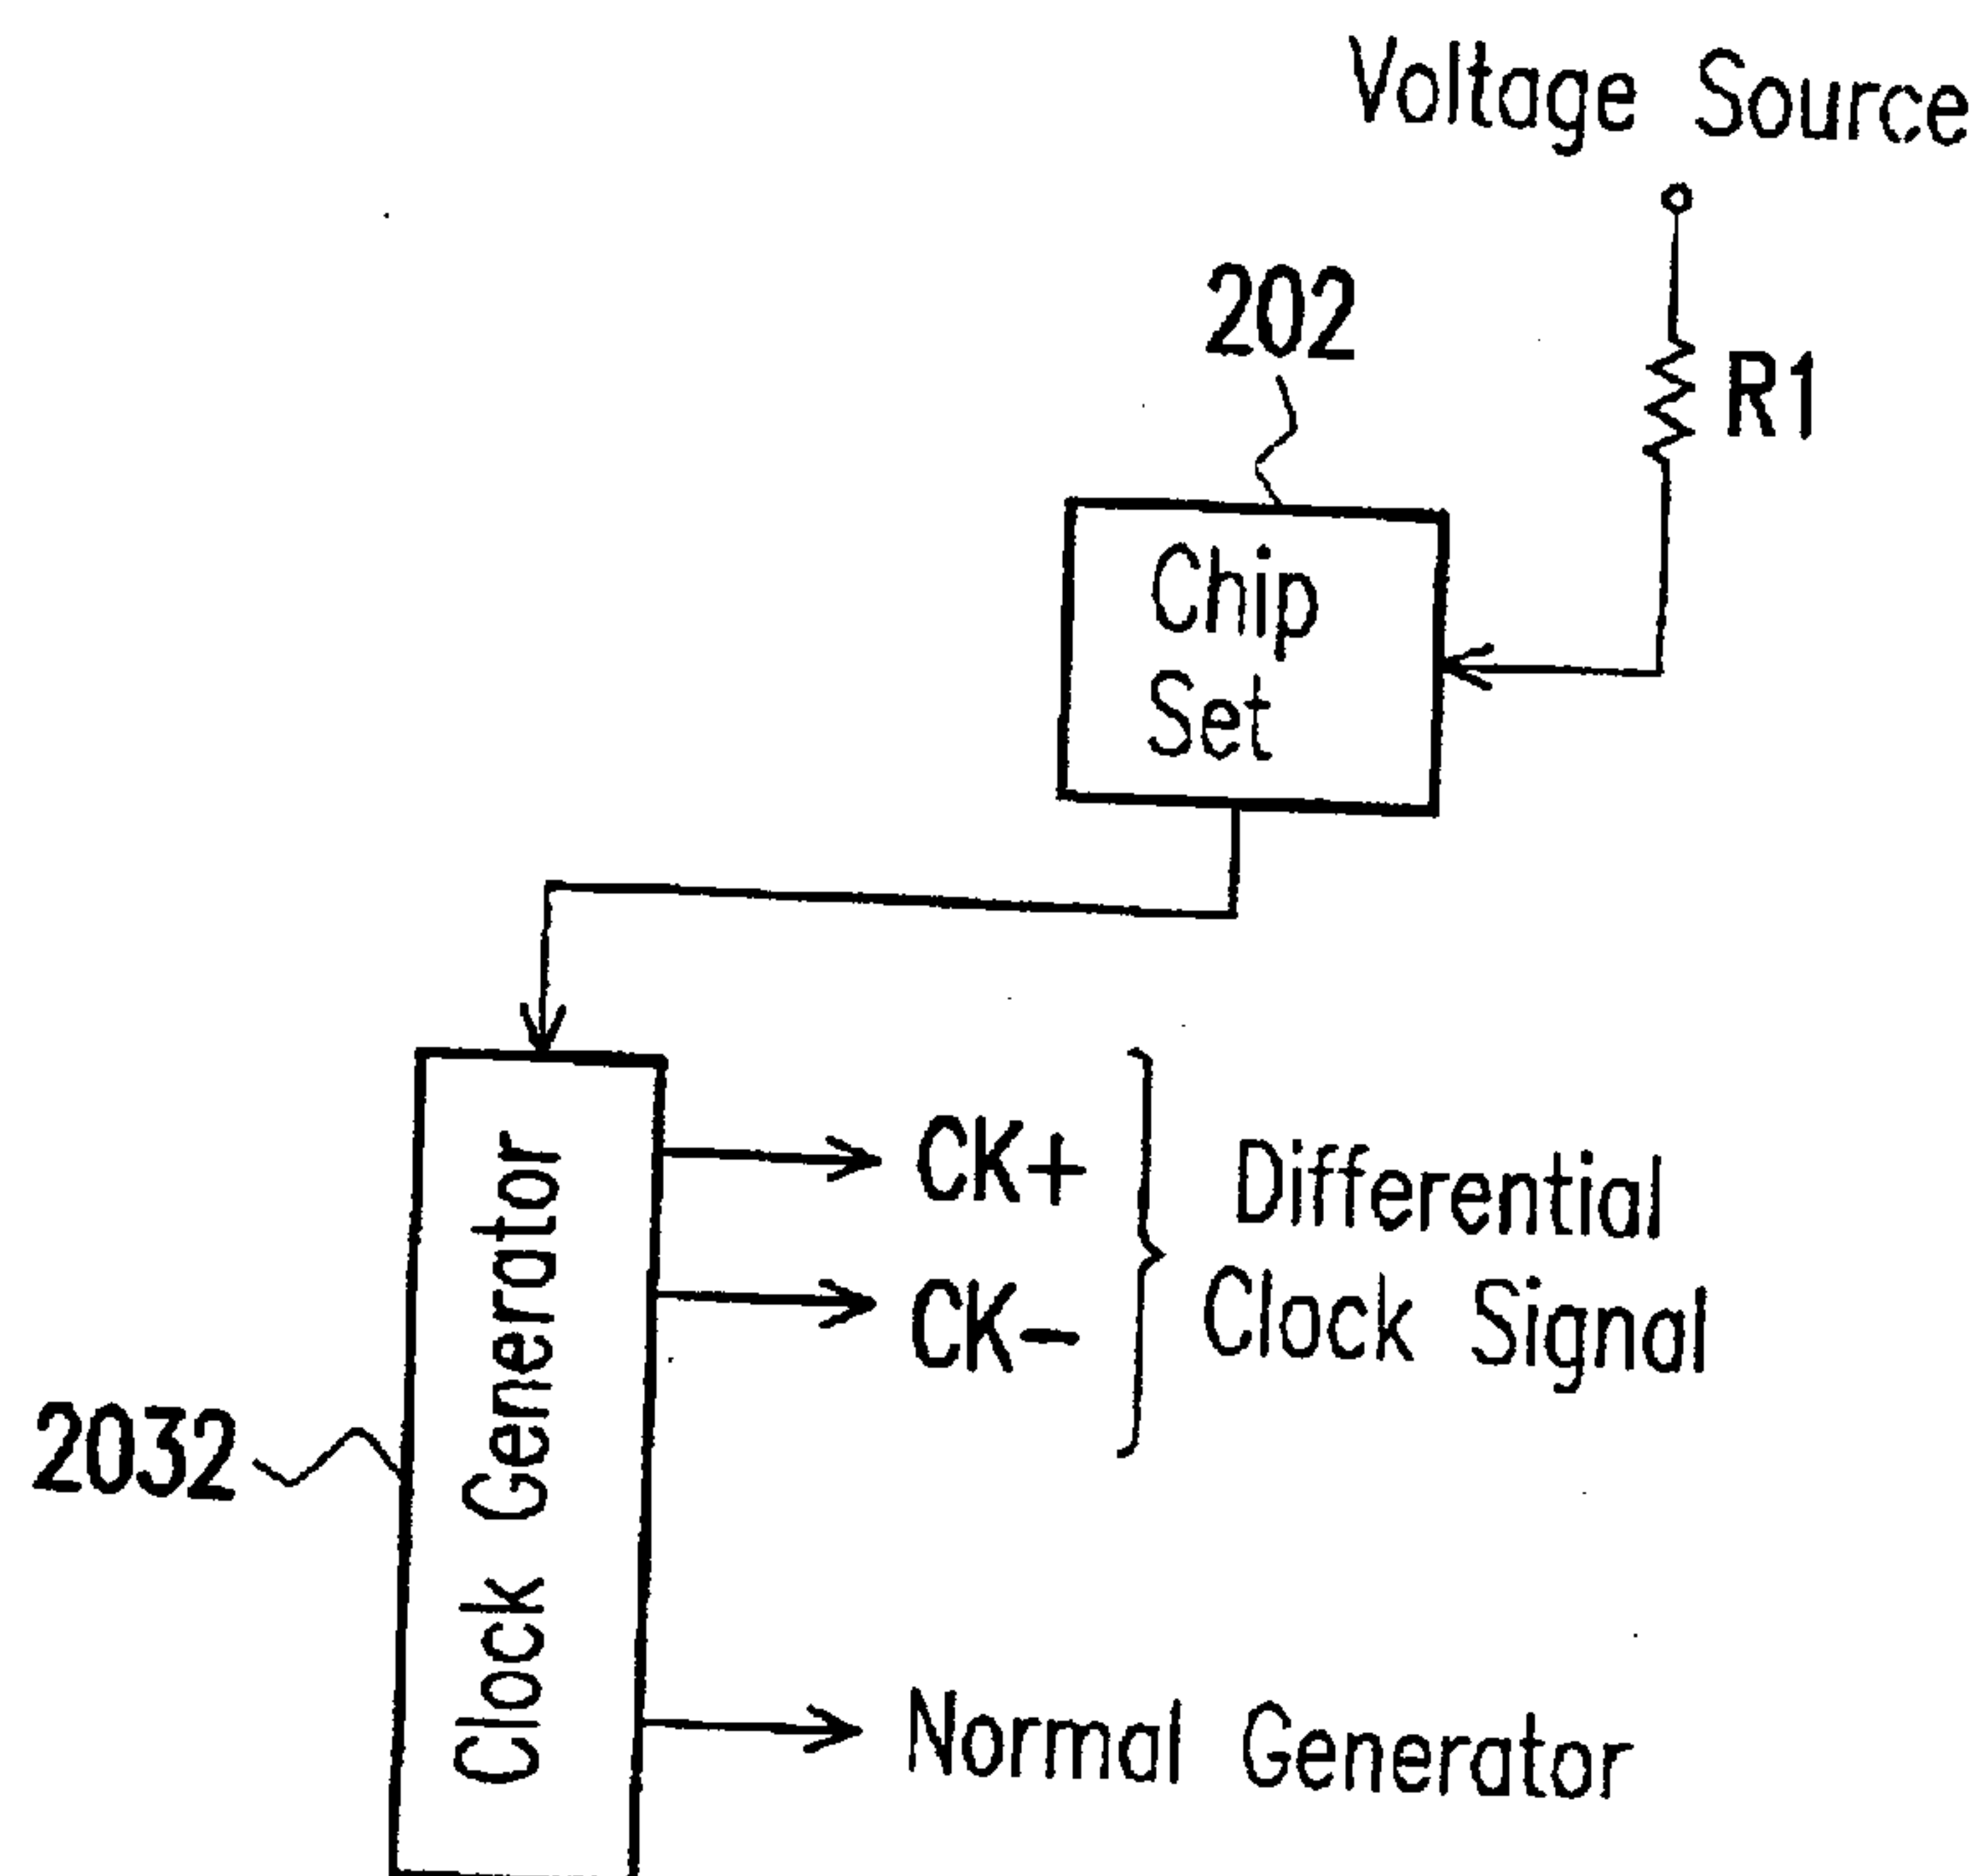 Voltage Source
202
R1
Chip
Set
CK+
CK-
Differential
Clock Signal
Clock Generator
2032
Normal Generator